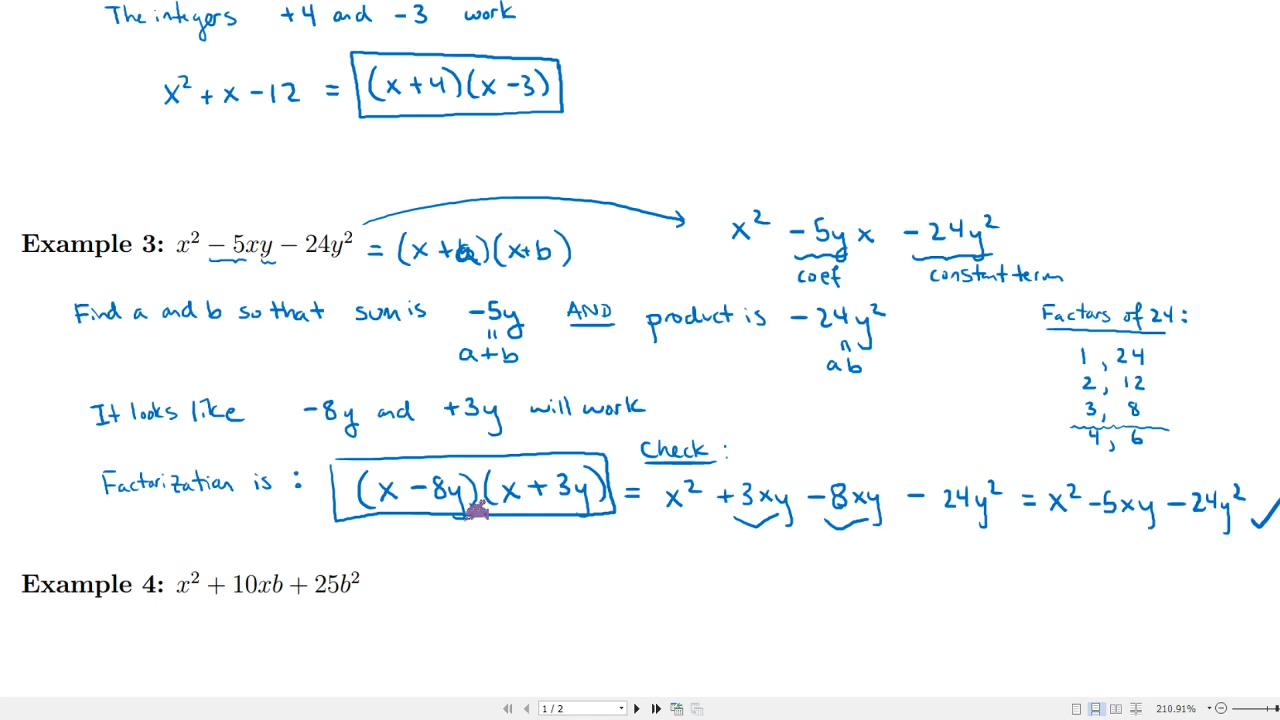 The integers +4 and -3 work
x² + x - 12 = (x + 4)(x - 3)
Example 3: x² − 5xy − 24y² = (x + a)(x + b)
x² - 5y x - 24y²
coef constant term
Find a and b so that sum is -5y AND product is -24y²
" "
a+b ab
Factors of 24:
1, 24
2, 12
3, 8
4, 6
It looks like -8y and +3y will work
Check:
Factorization is: (x - 8y)(x + 3y) = x² + 3xy - 8xy - 24y² = x² - 5xy - 24y² ✓
Example 4: x² + 10xb + 25b²
1 / 2
210.91%